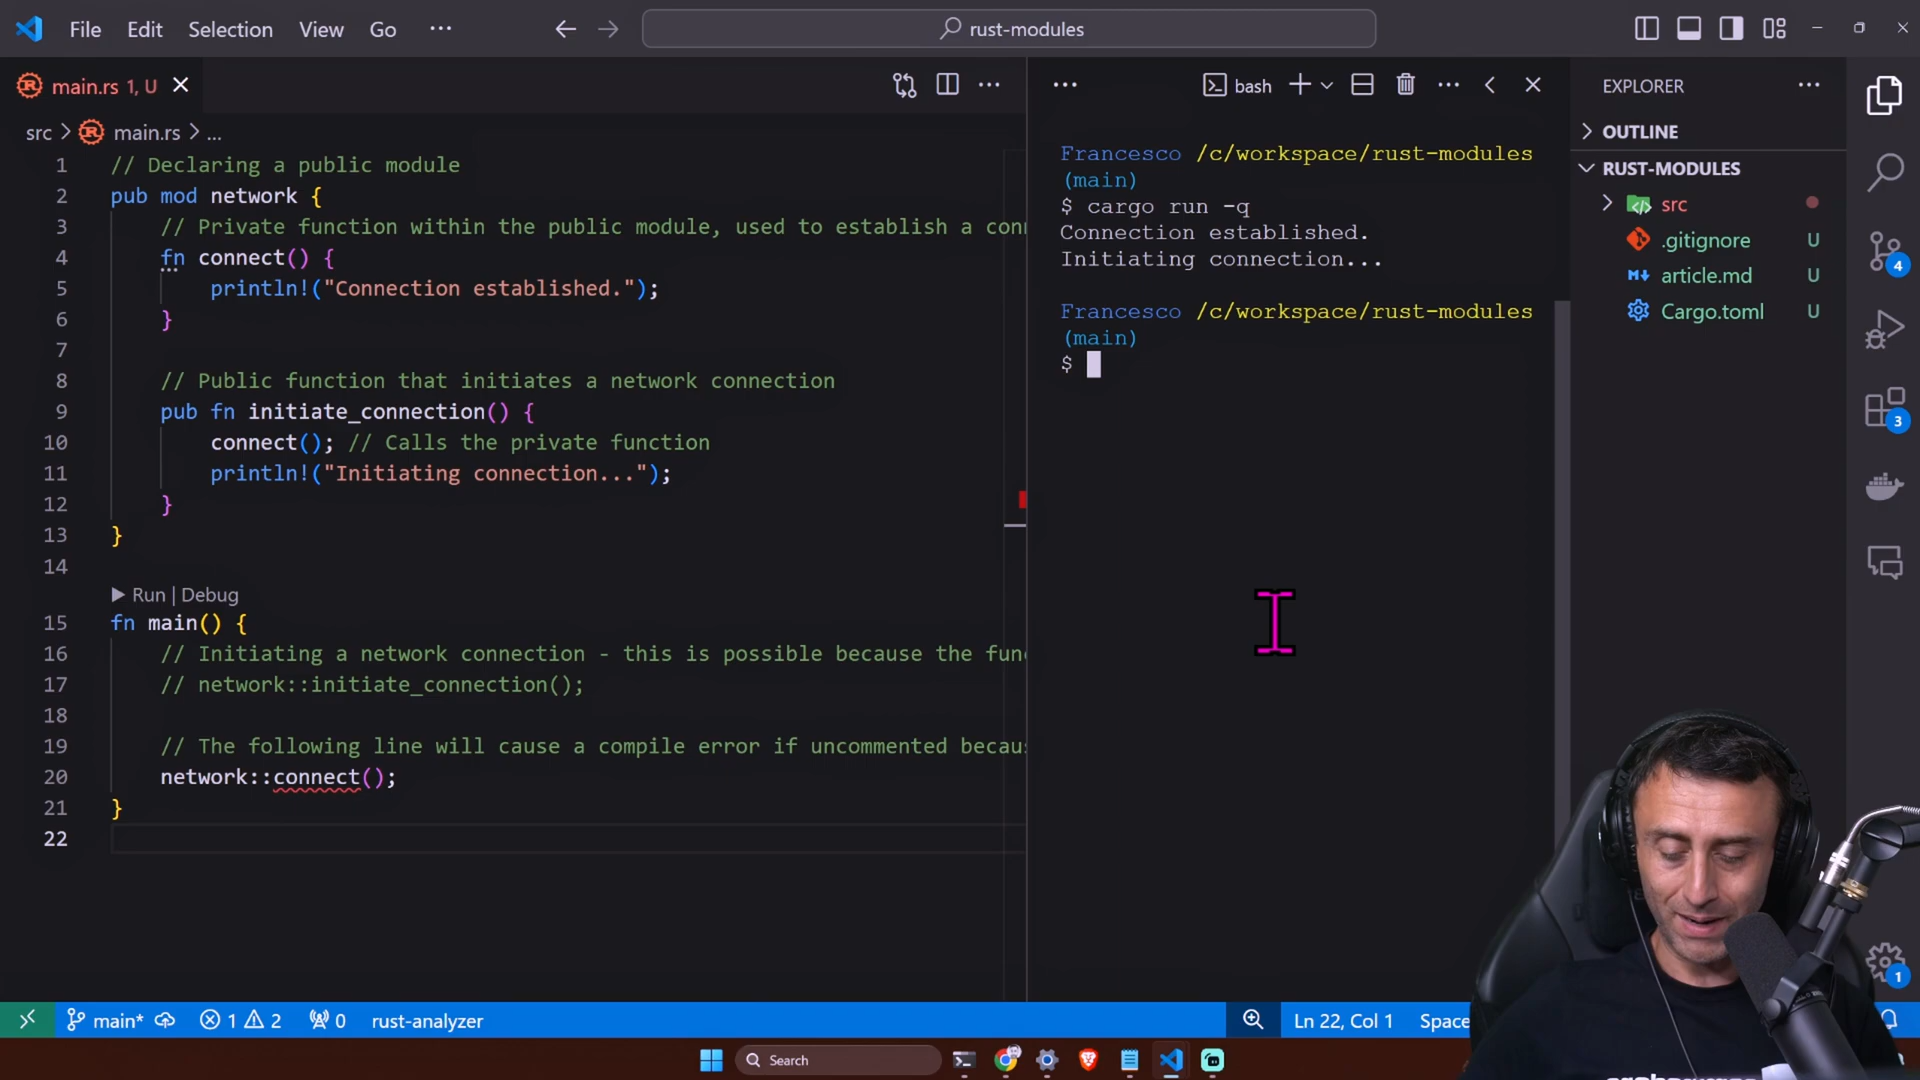 File Edit Selection View Go ...
rust-modules
main.rs 1, U
src > main.rs > ...
1 // Declaring a public module
2 pub mod network {
3 // Private function within the public module, used to establish a con
4 fn connect() {
5 println!("Connection established.");
6 }
7
8 // Public function that initiates a network connection
9 pub fn initiate_connection() {
10 connect(); // Calls the private function
11 println!("Initiating connection...");
12 }
13 }
14
Run | Debug
15 fn main() {
16 // Initiating a network connection - this is possible because the fun
17 // network::initiate_connection();
18
19 // The following line will cause a compile error if uncommented becau
20 network::connect();
21 }
22
bash
Francesco /c/workspace/rust-modules
(main)
$ cargo run -q
Connection established.
Initiating connection...
Francesco /c/workspace/rust-modules
(main)
$
EXPLORER
OUTLINE
RUST-MODULES
src
.gitignore U
article.md U
Cargo.toml U
4
3
1
main* 1 2 0 rust-analyzer
Ln 22, Col 1 Space
Search